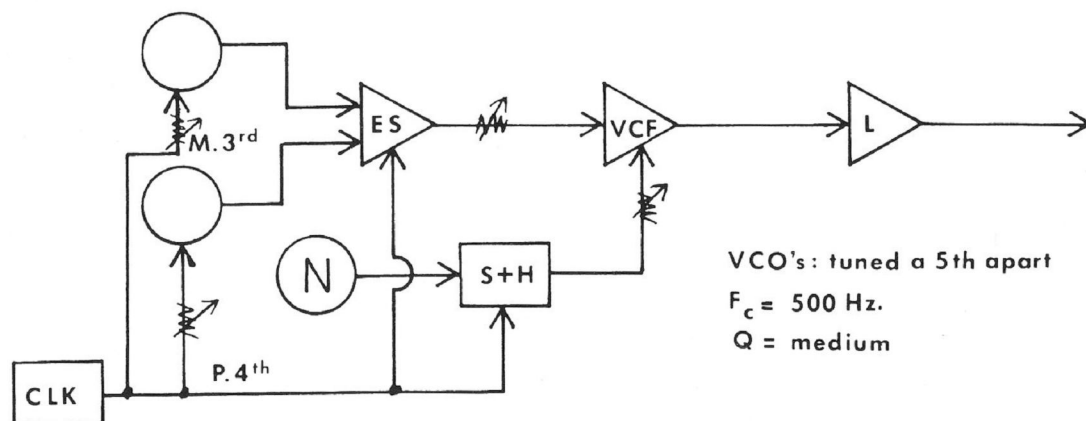 M. 3rd
ES
VCF
L
N
S+H
VCO's: tuned a 5th apart
Fc = 500 Hz.
Q = medium
P. 4th
CLK